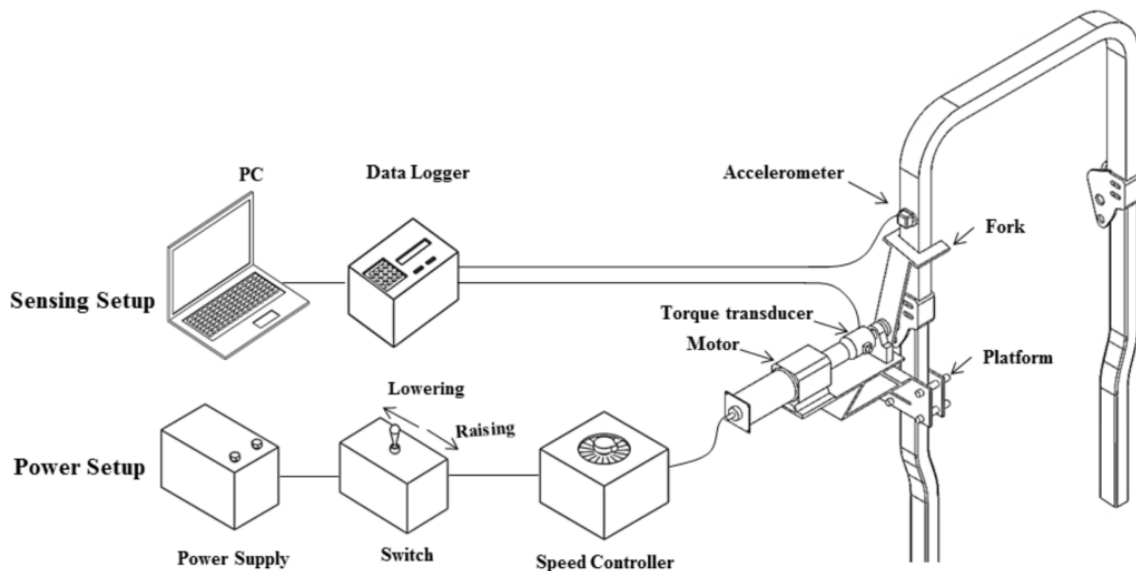 PC
Data Logger
Accelerometer
Fork
Sensing Setup
Torque transducer
Motor
Platform
Lowering
Raising
Power Setup
Power Supply
Switch
Speed Controller